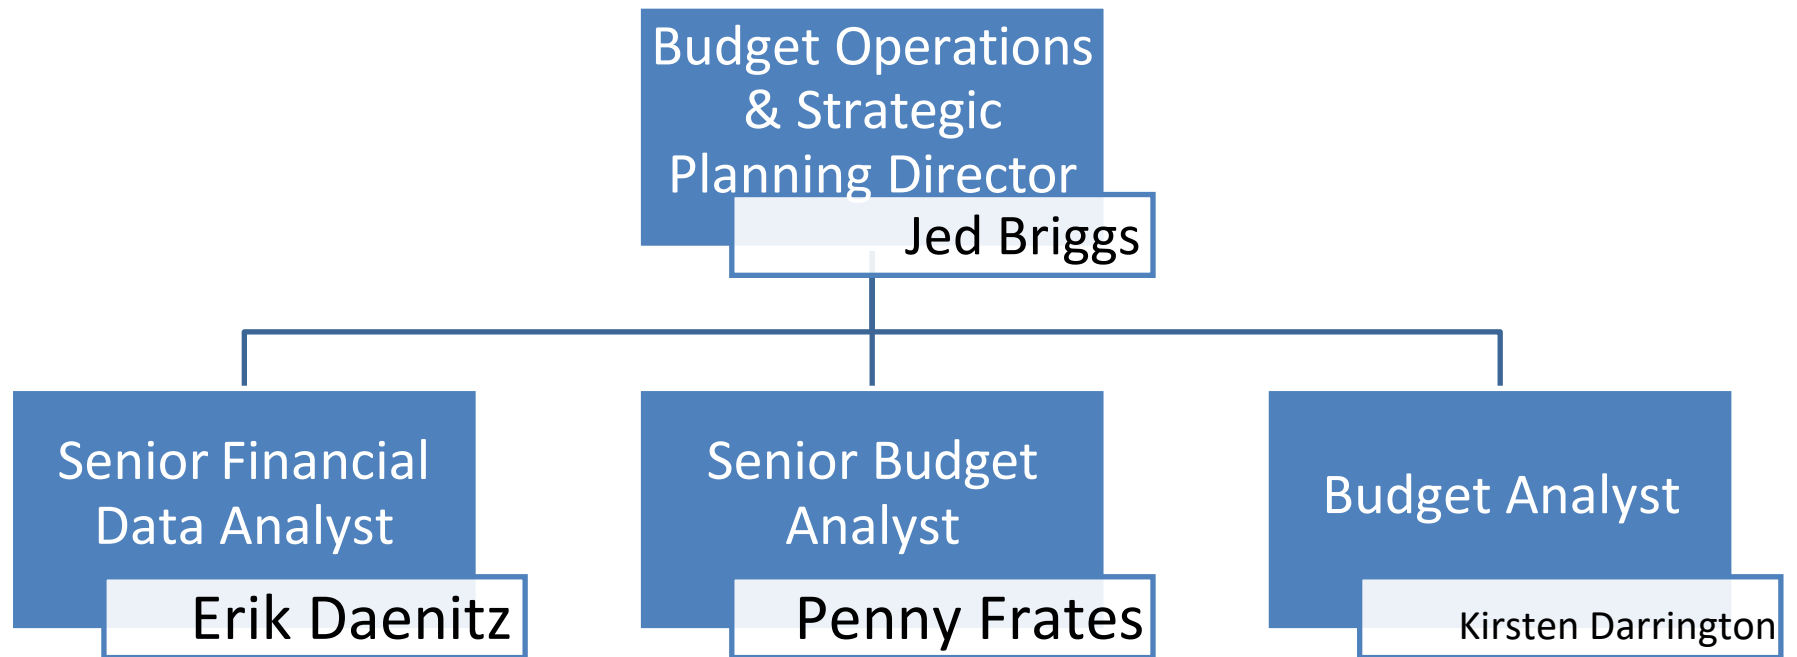 Budget Operations
& Strategic
Planning Director
Jed Briggs
Senior Financial
Data Analyst
Erik Daenitz
Senior Budget
Analyst
Penny Frates
Budget Analyst
Kirsten Darrington